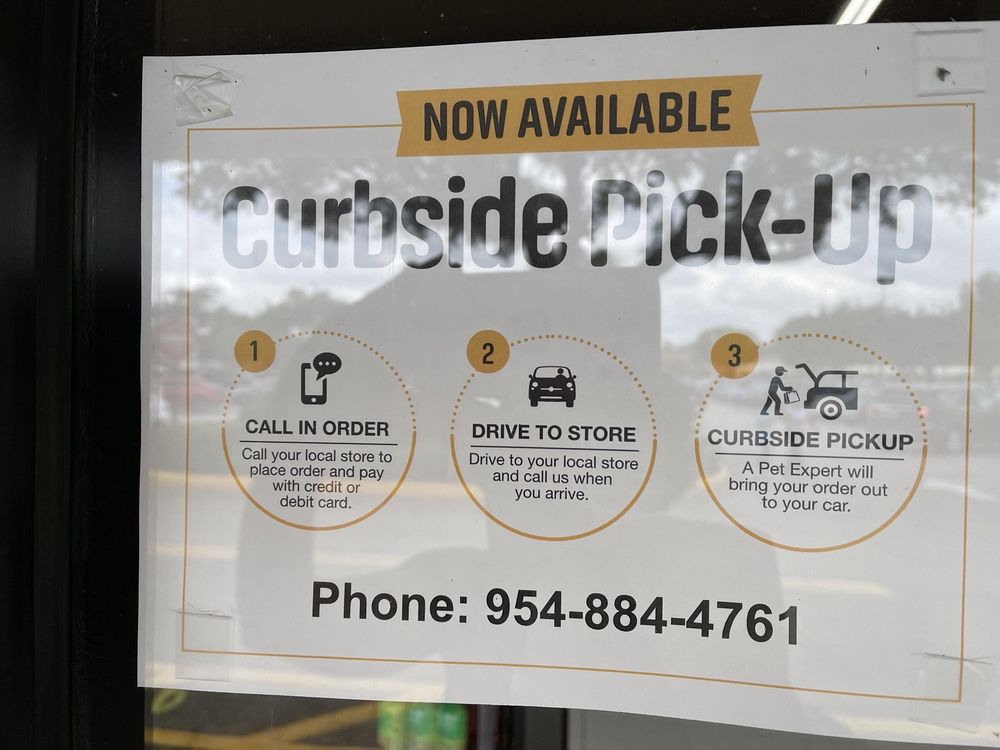 NOW AVAILABLE
Curbside Pick-Up
1
CALL IN ORDER
Call your local store to
place order and pay
with credit or
debit card.
2
DRIVE TO STORE
Drive to your local store
and call us when
you arrive.
3
CURBSIDE PICKUP
A Pet Expert will
bring your order out
to your car.
Phone: 954-884-4761